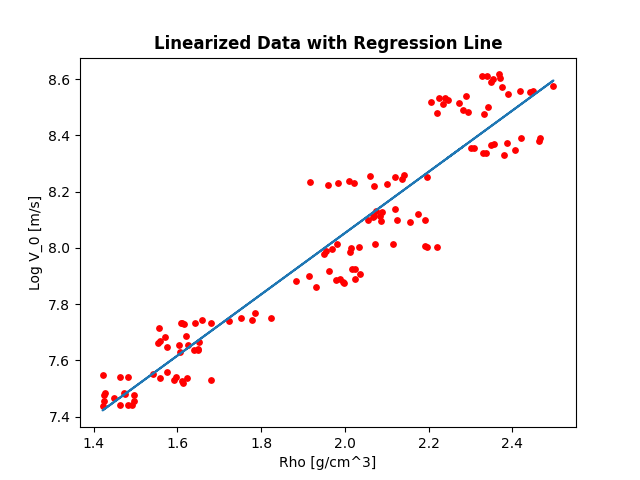 Linearized Data with Regression Line
8.6
8.4
8.2
8.0
7.8
7.6
7.4
Log V_0 [m/s]
1.4 1.6 1.8 2.0 2.2 2.4
Rho [g/cm^3]